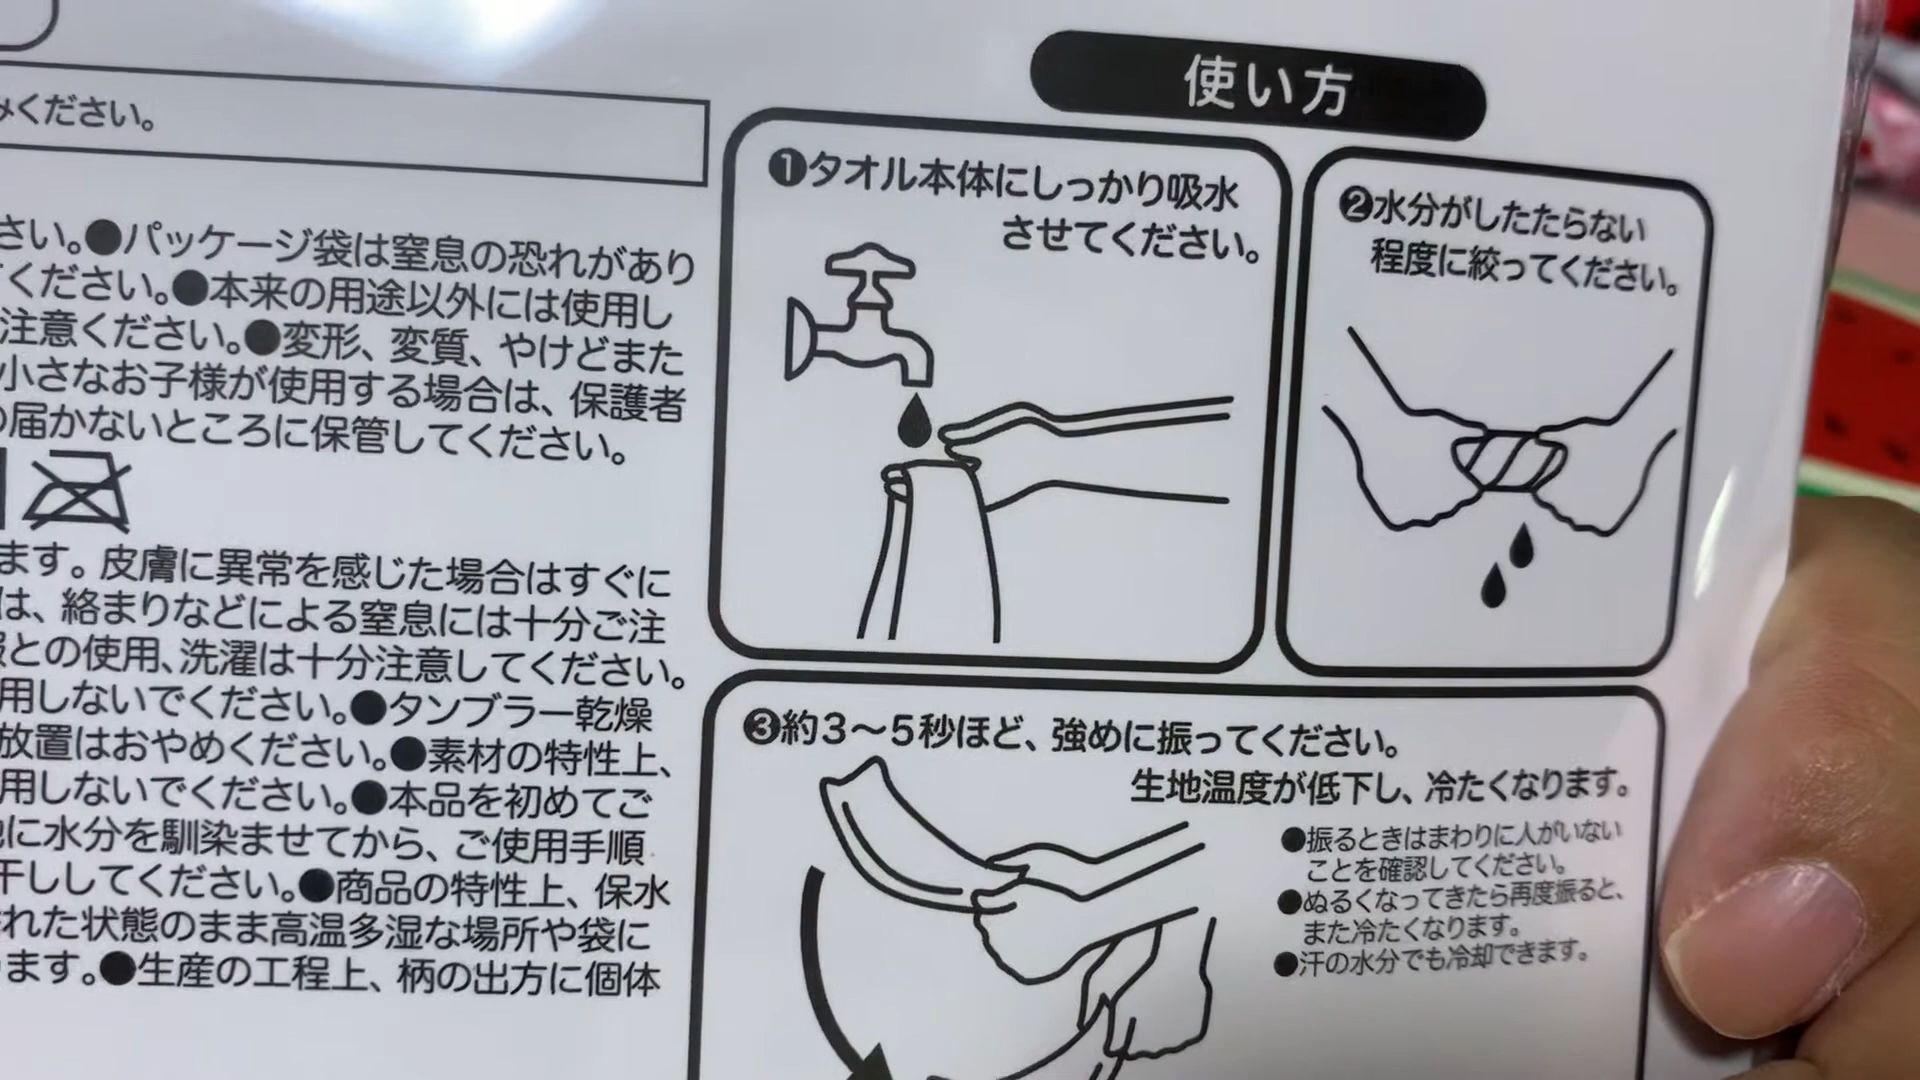 みください。
さい。●パッケージ袋は窒息の恐れがあり
ください。●本来の用途以外には使用し
注意ください。●変形、変質、やけどまた
小さなお子様が使用する場合は、保護者
の届かないところに保管してください。
ます。皮膚に異常を感じた場合はすぐに
は、絡まりなどによる窒息には十分ご注
との使用、洗濯は十分注意してください。
用しないでください。●タンブラー乾燥
放置はおやめください。●素材の特性上、
用しないでください。●本品を初めてご
に水分を馴染ませてから、ご使用手順
干ししてください。●商品の特性上、保水
れた状態のまま高温多湿な場所や袋に
ます。●生産の工程上、柄の出方に個体
使い方
❶タオル本体にしっかり吸水
させてください。
❷水分がしたたらない
程度に絞ってください。
❸約3～5秒ほど、強めに振ってください。
生地温度が低下し、冷たくなります。
●振るときはまわりに人がいない
ことを確認してください。
●ぬるくなってきたら再度振ると、
また冷たくなります。
●汗の水分でも冷却できます。